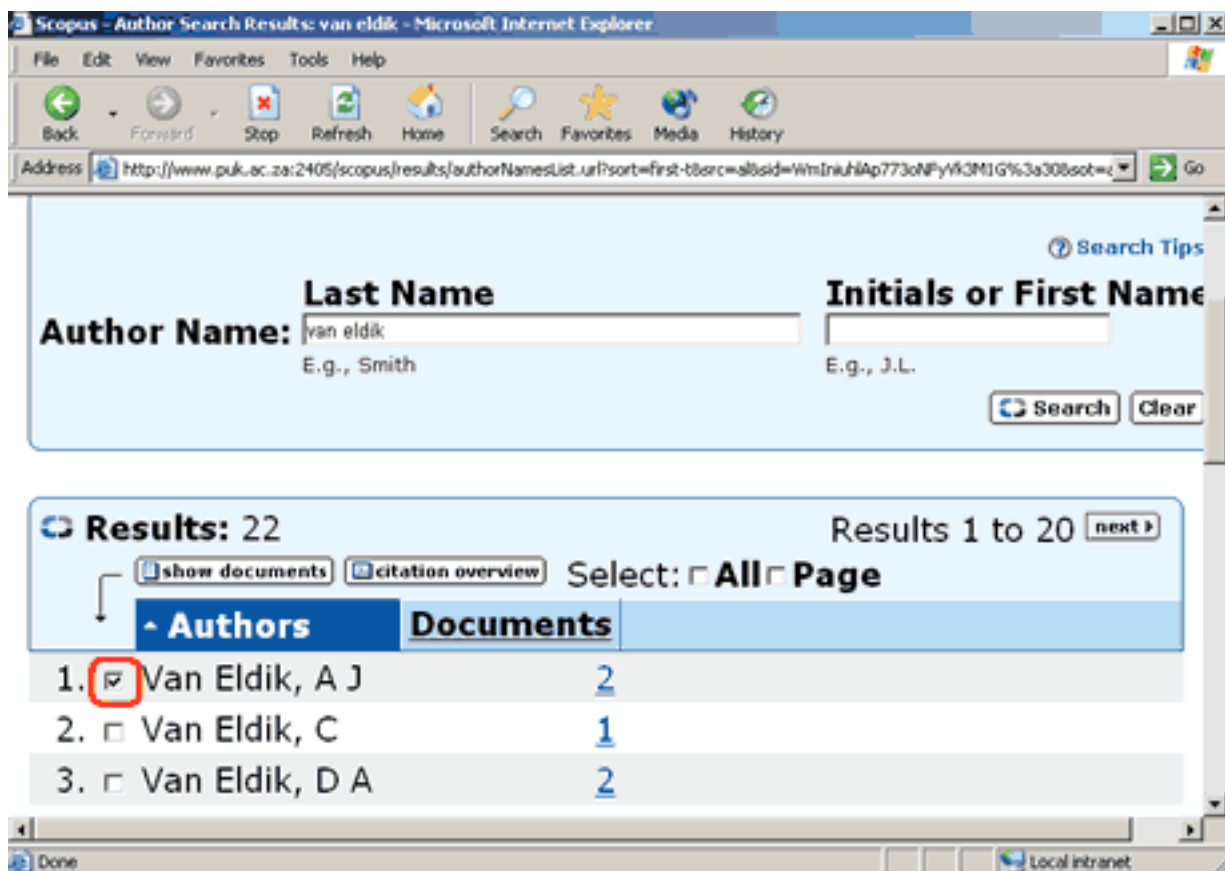 Scopus - Author Search Results: van eldik - Microsoft Internet Explorer
File Edit View Favorites Tools Help
Back Forward Stop Refresh Home Search Favorites Media History
Address http://www.puk.ac.za:2405/scopus/results/authorNamesList.url?sort=first-t&src=al&sid= Go
Search Tips
Last Name Initials or First Name
Author Name: van eldik
E.g., Smith E.g., J.L.
Search Clear
Results: 22 Results 1 to 20 next
show documents citation overview Select: All Page
Authors Documents
1. Van Eldik, A J 2
2. Van Eldik, C 1
3. Van Eldik, D A 2
Done Local intranet